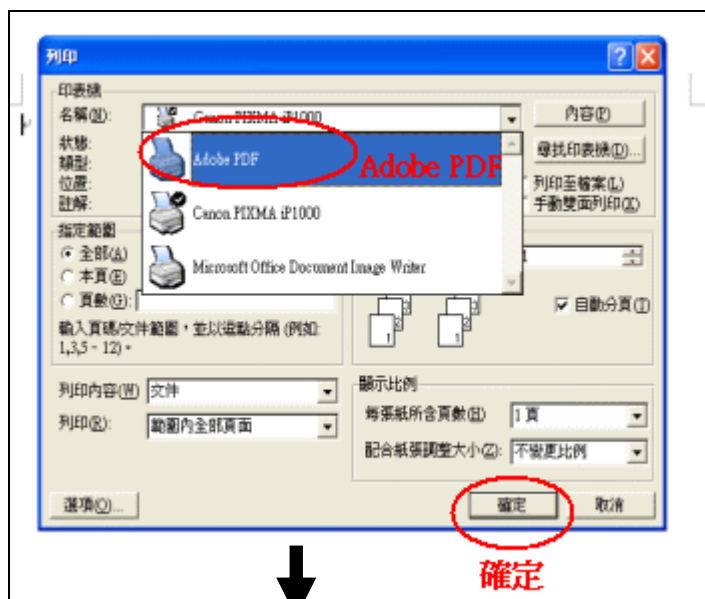 列印
印表機
名稱(N):
Canon PIXMA iP1000
內容(P)
狀態:
Adobe PDF
Adobe PDF
尋找印表機(D)...
類型:
位置:
列印至檔案(L)
註解:
Canon PIXMA iP1000
手動雙面列印(X)
指定範圍
全部(A)
Microsoft Office Document Image Writer
1
本頁(E)
頁數(G):
自動分頁(T)
輸入頁碼/文件範圍,並以逗點分隔 (例如:
1,3,5 - 12)。
列印內容(W)
文件
顯示比例
每張紙所含頁數(H)
1 頁
列印(R):
範圍內全部頁面
配合紙張調整大小(Z):
不變更比例
選項(O)...
確定
取消
確定